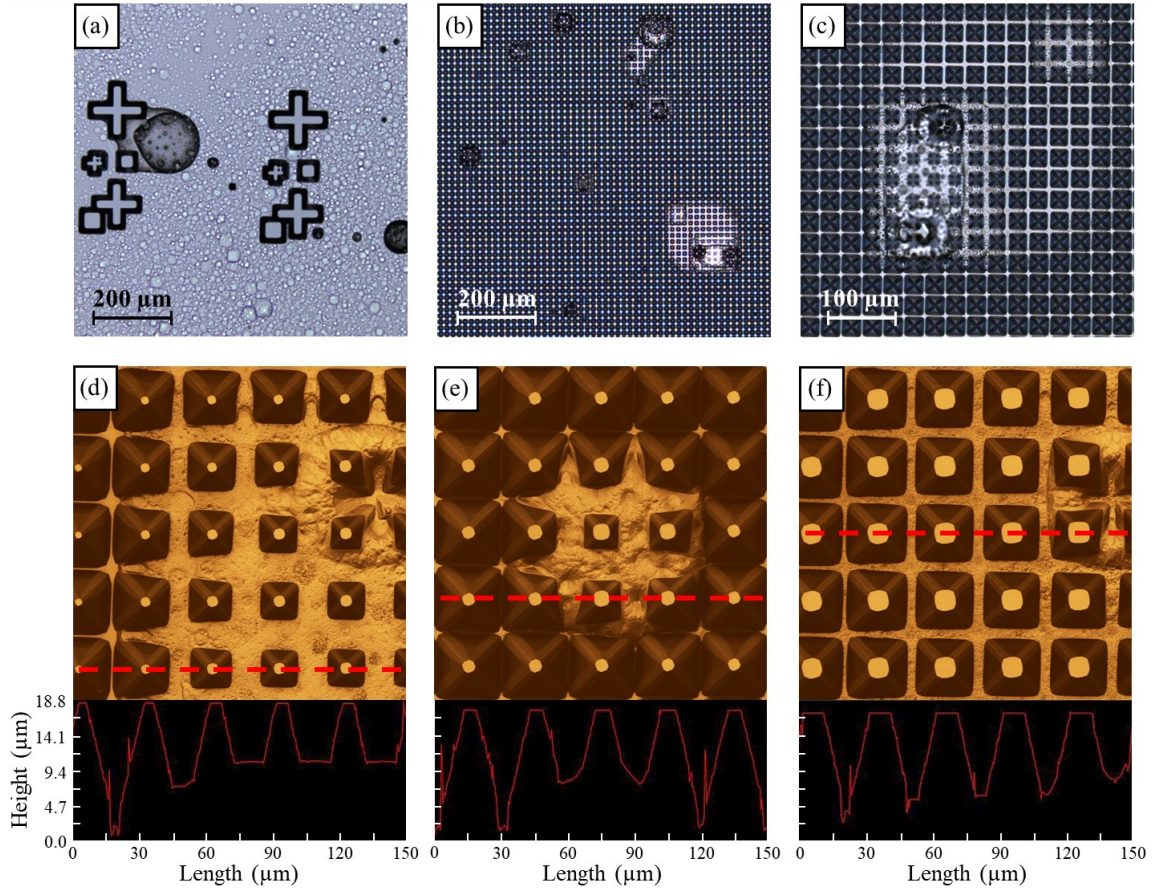 (a)
(b)
(c)
200 µm
200 µm
100 µm
(d)
(e)
(f)
Height (µm)
18.8
14.1
9.4
4.7
0.0
0 30 60 90 120 150
0 30 60 90 120 150
0 30 60 90 120 150
Length (µm)
Length (µm)
Length (µm)